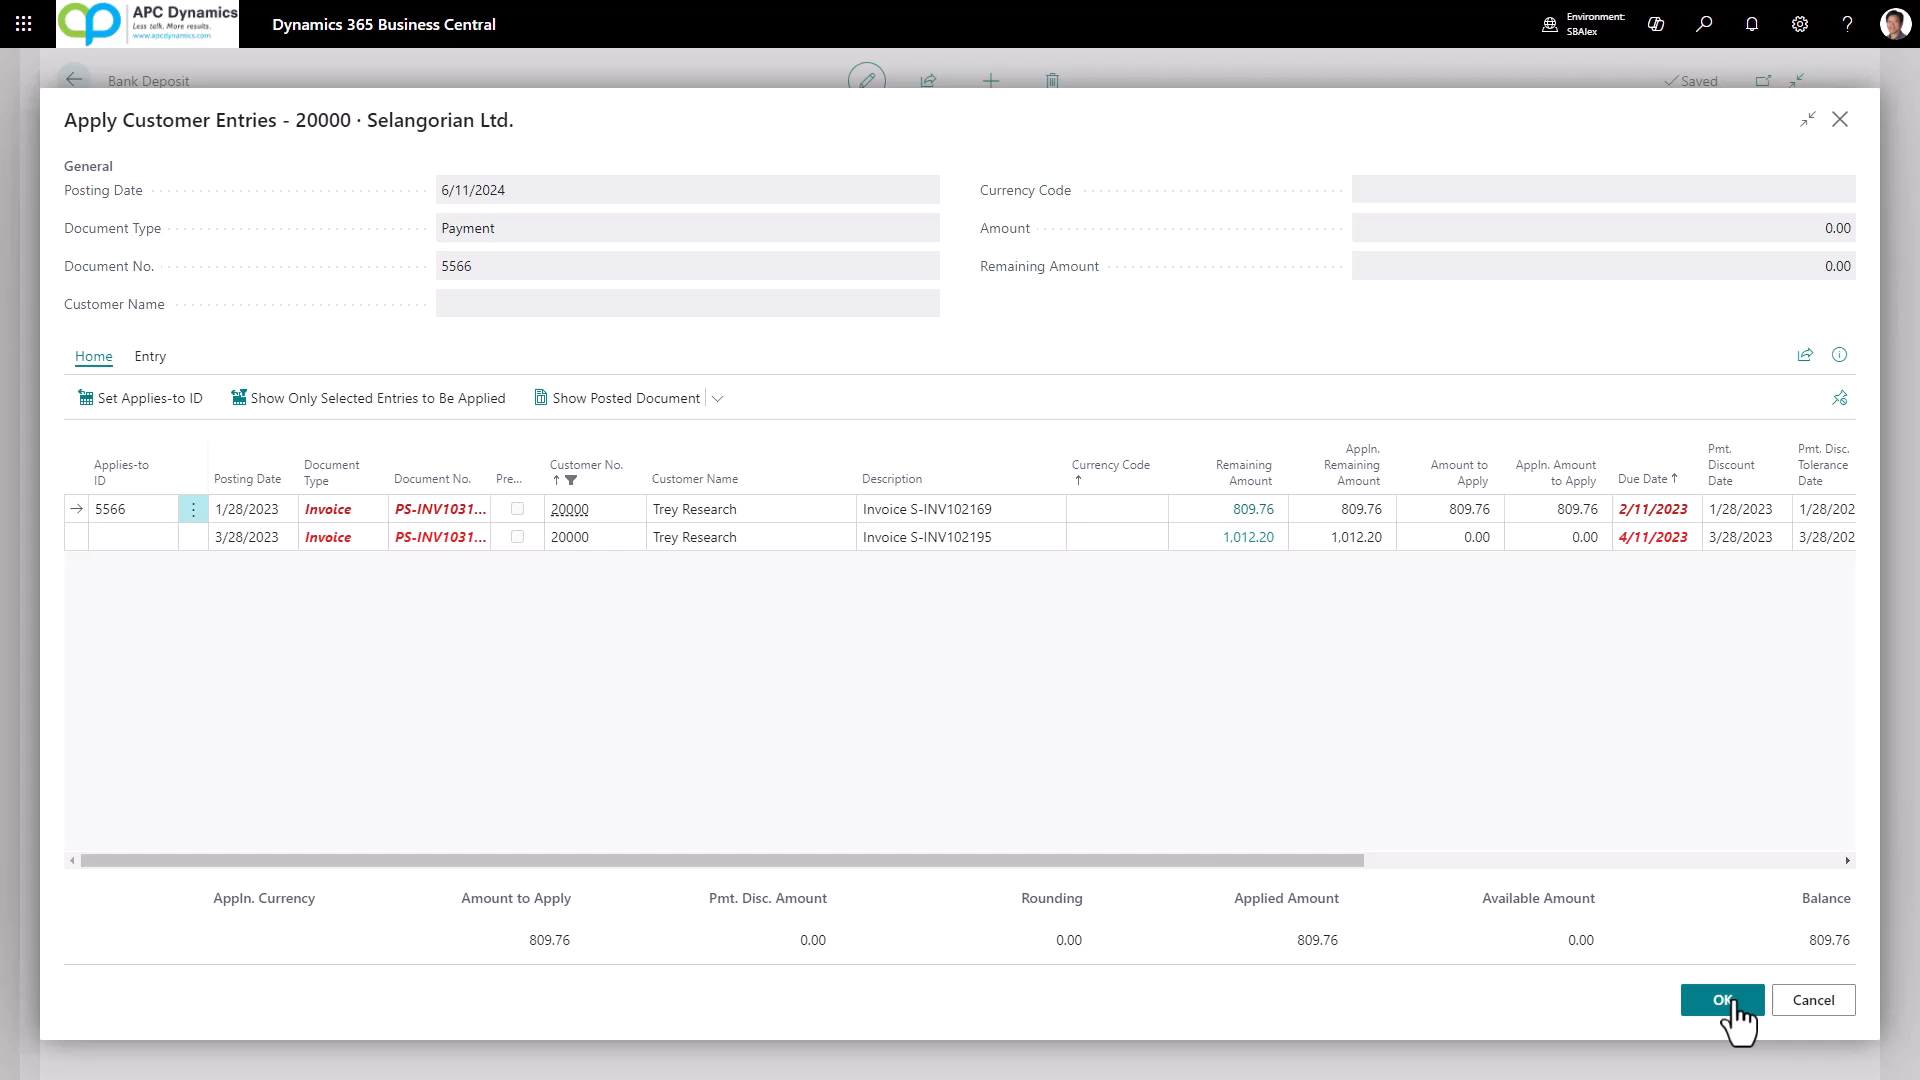 APC Dynamics
Less talk. More results.
www.apcdynamics.com
Dynamics 365 Business Central
Environment:
SBAlex
Bank Deposit
Saved
Apply Customer Entries - 20000 · Selangorian Ltd.
General
Posting Date 6/11/2024 Currency Code
Document Type Payment Amount 0.00
Document No. 5566 Remaining Amount 0.00
Customer Name
Home Entry
Set Applies-to ID Show Only Selected Entries to Be Applied Show Posted Document
Applies-to ID Posting Date Document Type Document No. Pre... Customer No. Customer Name Description Currency Code Remaining Amount Appln. Remaining Amount Amount to Apply Appln. Amount to Apply Due Date Pmt. Discount Date Pmt. Disc. Tolerance Date
5566 1/28/2023 Invoice PS-INV1031... 20000 Trey Research Invoice S-INV102169 809.76 809.76 809.76 809.76 2/11/2023 1/28/2023 1/28/202
3/28/2023 Invoice PS-INV1031... 20000 Trey Research Invoice S-INV102195 1,012.20 1,012.20 0.00 0.00 4/11/2023 3/28/2023 3/28/202
Appln. Currency Amount to Apply Pmt. Disc. Amount Rounding Applied Amount Available Amount Balance
809.76 0.00 0.00 809.76 0.00 809.76
OK Cancel